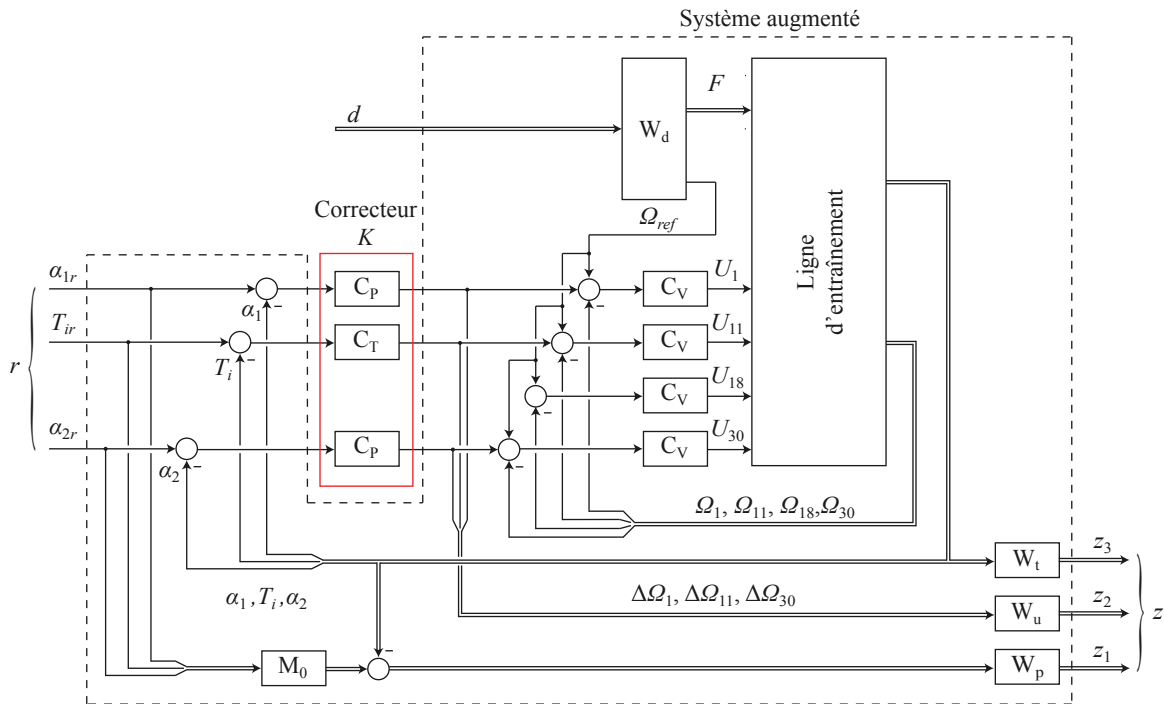 Système augmenté
F
d
W_d
Correcteur
K
Ω_ref
Ligne
d'entraînement
α_1r
C_P
C_V
U_1
α_1
-
-
T_ir
C_T
C_V
U_11
T_i
-
-
r
C_V
U_18
-
α_2r
C_P
C_V
U_30
α_2
-
-
Ω_1, Ω_11, Ω_18,Ω_30
W_t
z_3
α_1 ,T_i ,α_2
ΔΩ_1, ΔΩ_11, ΔΩ_30
W_u
z_2
z
-
M_0
W_p
z_1